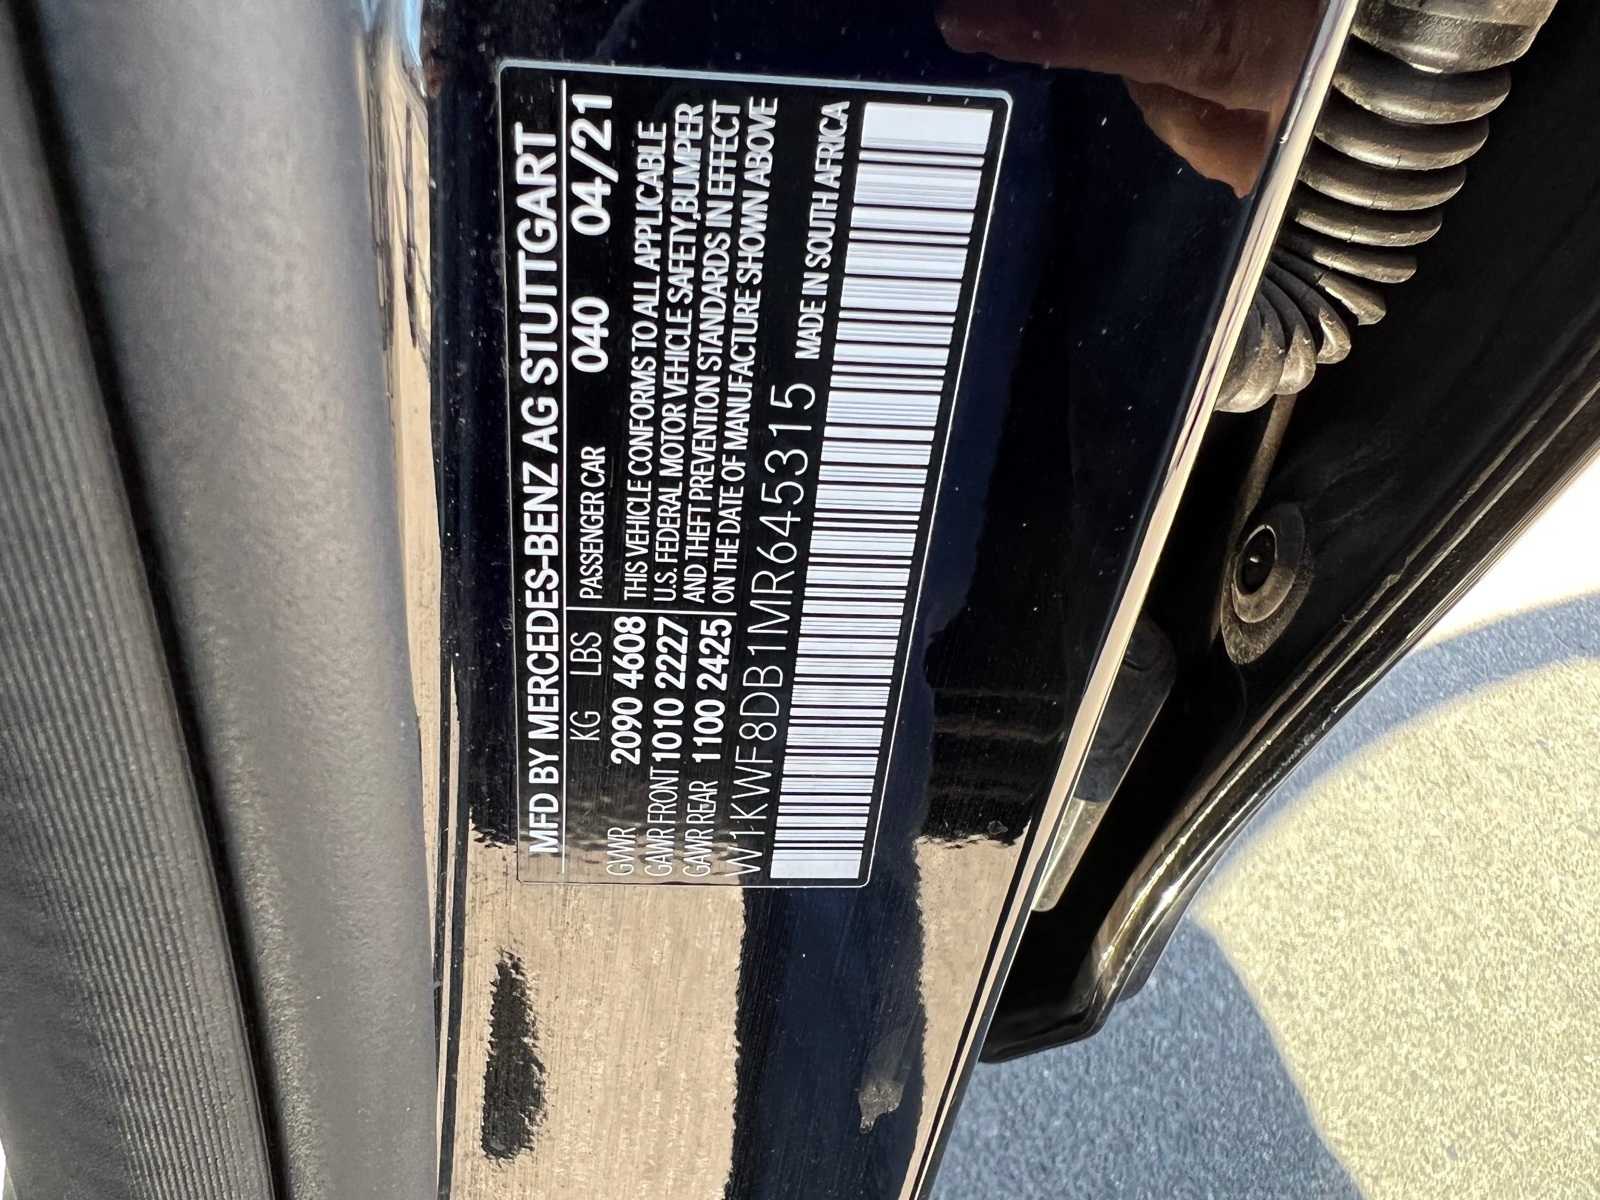 MFD BY MERCEDES-BENZ AG STUTTGART
KG LBS PASSENGER CAR 040 04/21
GVWR 2090 4608 THIS VEHICLE CONFORMS TO ALL APPLICABLE
GAWR FRONT 1010 2227 U.S. FEDERAL MOTOR VEHICLE SAFETY,BUMPER
GAWR REAR 1100 2425 AND THEFT PREVENTION STANDARDS IN EFFECT
ON THE DATE OF MANUFACTURE SHOWN ABOVE
W1KWF8DB1MR645315 MADE IN SOUTH AFRICA